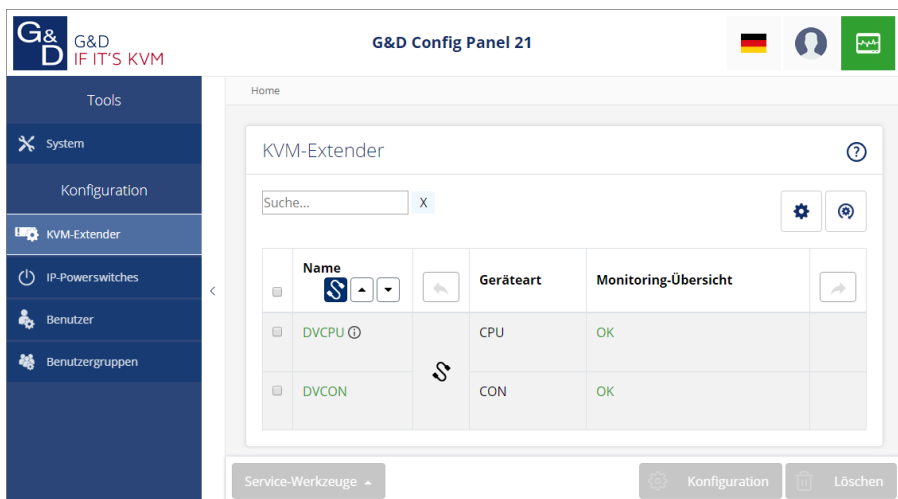 G&D
G&D
IF IT'S KVM
G&D Config Panel 21
Tools
System
Konfiguration
KVM-Extender
IP-Powerswitches
Benutzer
Benutzergruppen
<
Home
KVM-Extender
?
Suche...
X
Name
Geräteart
Monitoring-Übersicht
DVCPU
CPU
OK
DVCON
CON
OK
Service-Werkzeuge
Konfiguration
Löschen